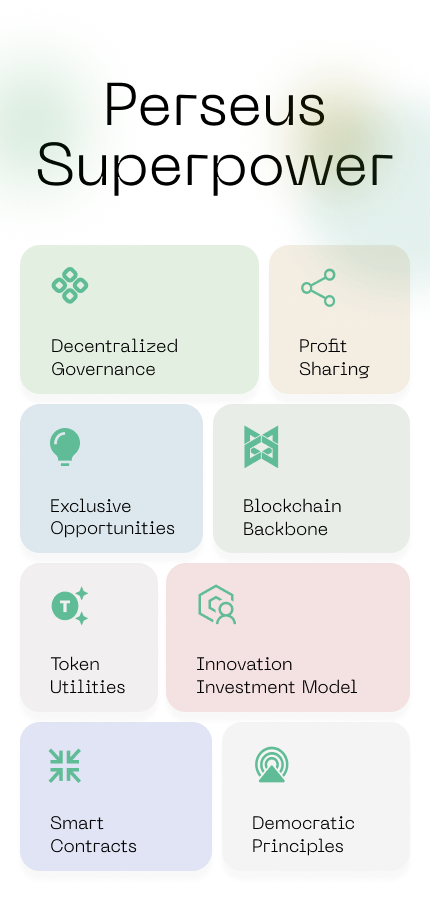 Perseus
Superpower
Decentralized
Governance
Profit
Sharing
Exclusive
Opportunities
Blockchain
Backbone
T
Token
Utilities
Innovation
Investment Model
Smart
Contracts
Democratic
Principles